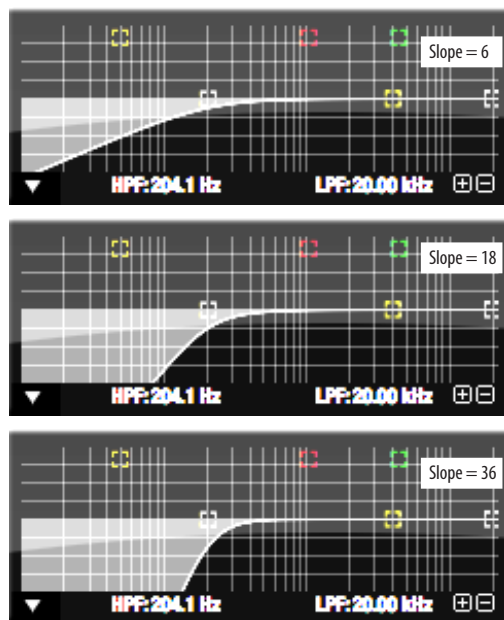 Slope = 6
HPF: 204.1 Hz LPF: 20.00 kHz
Slope = 18
HPF: 204.1 Hz LPF: 20.00 kHz
Slope = 36
HPF: 204.1 Hz LPF: 20.00 kHz